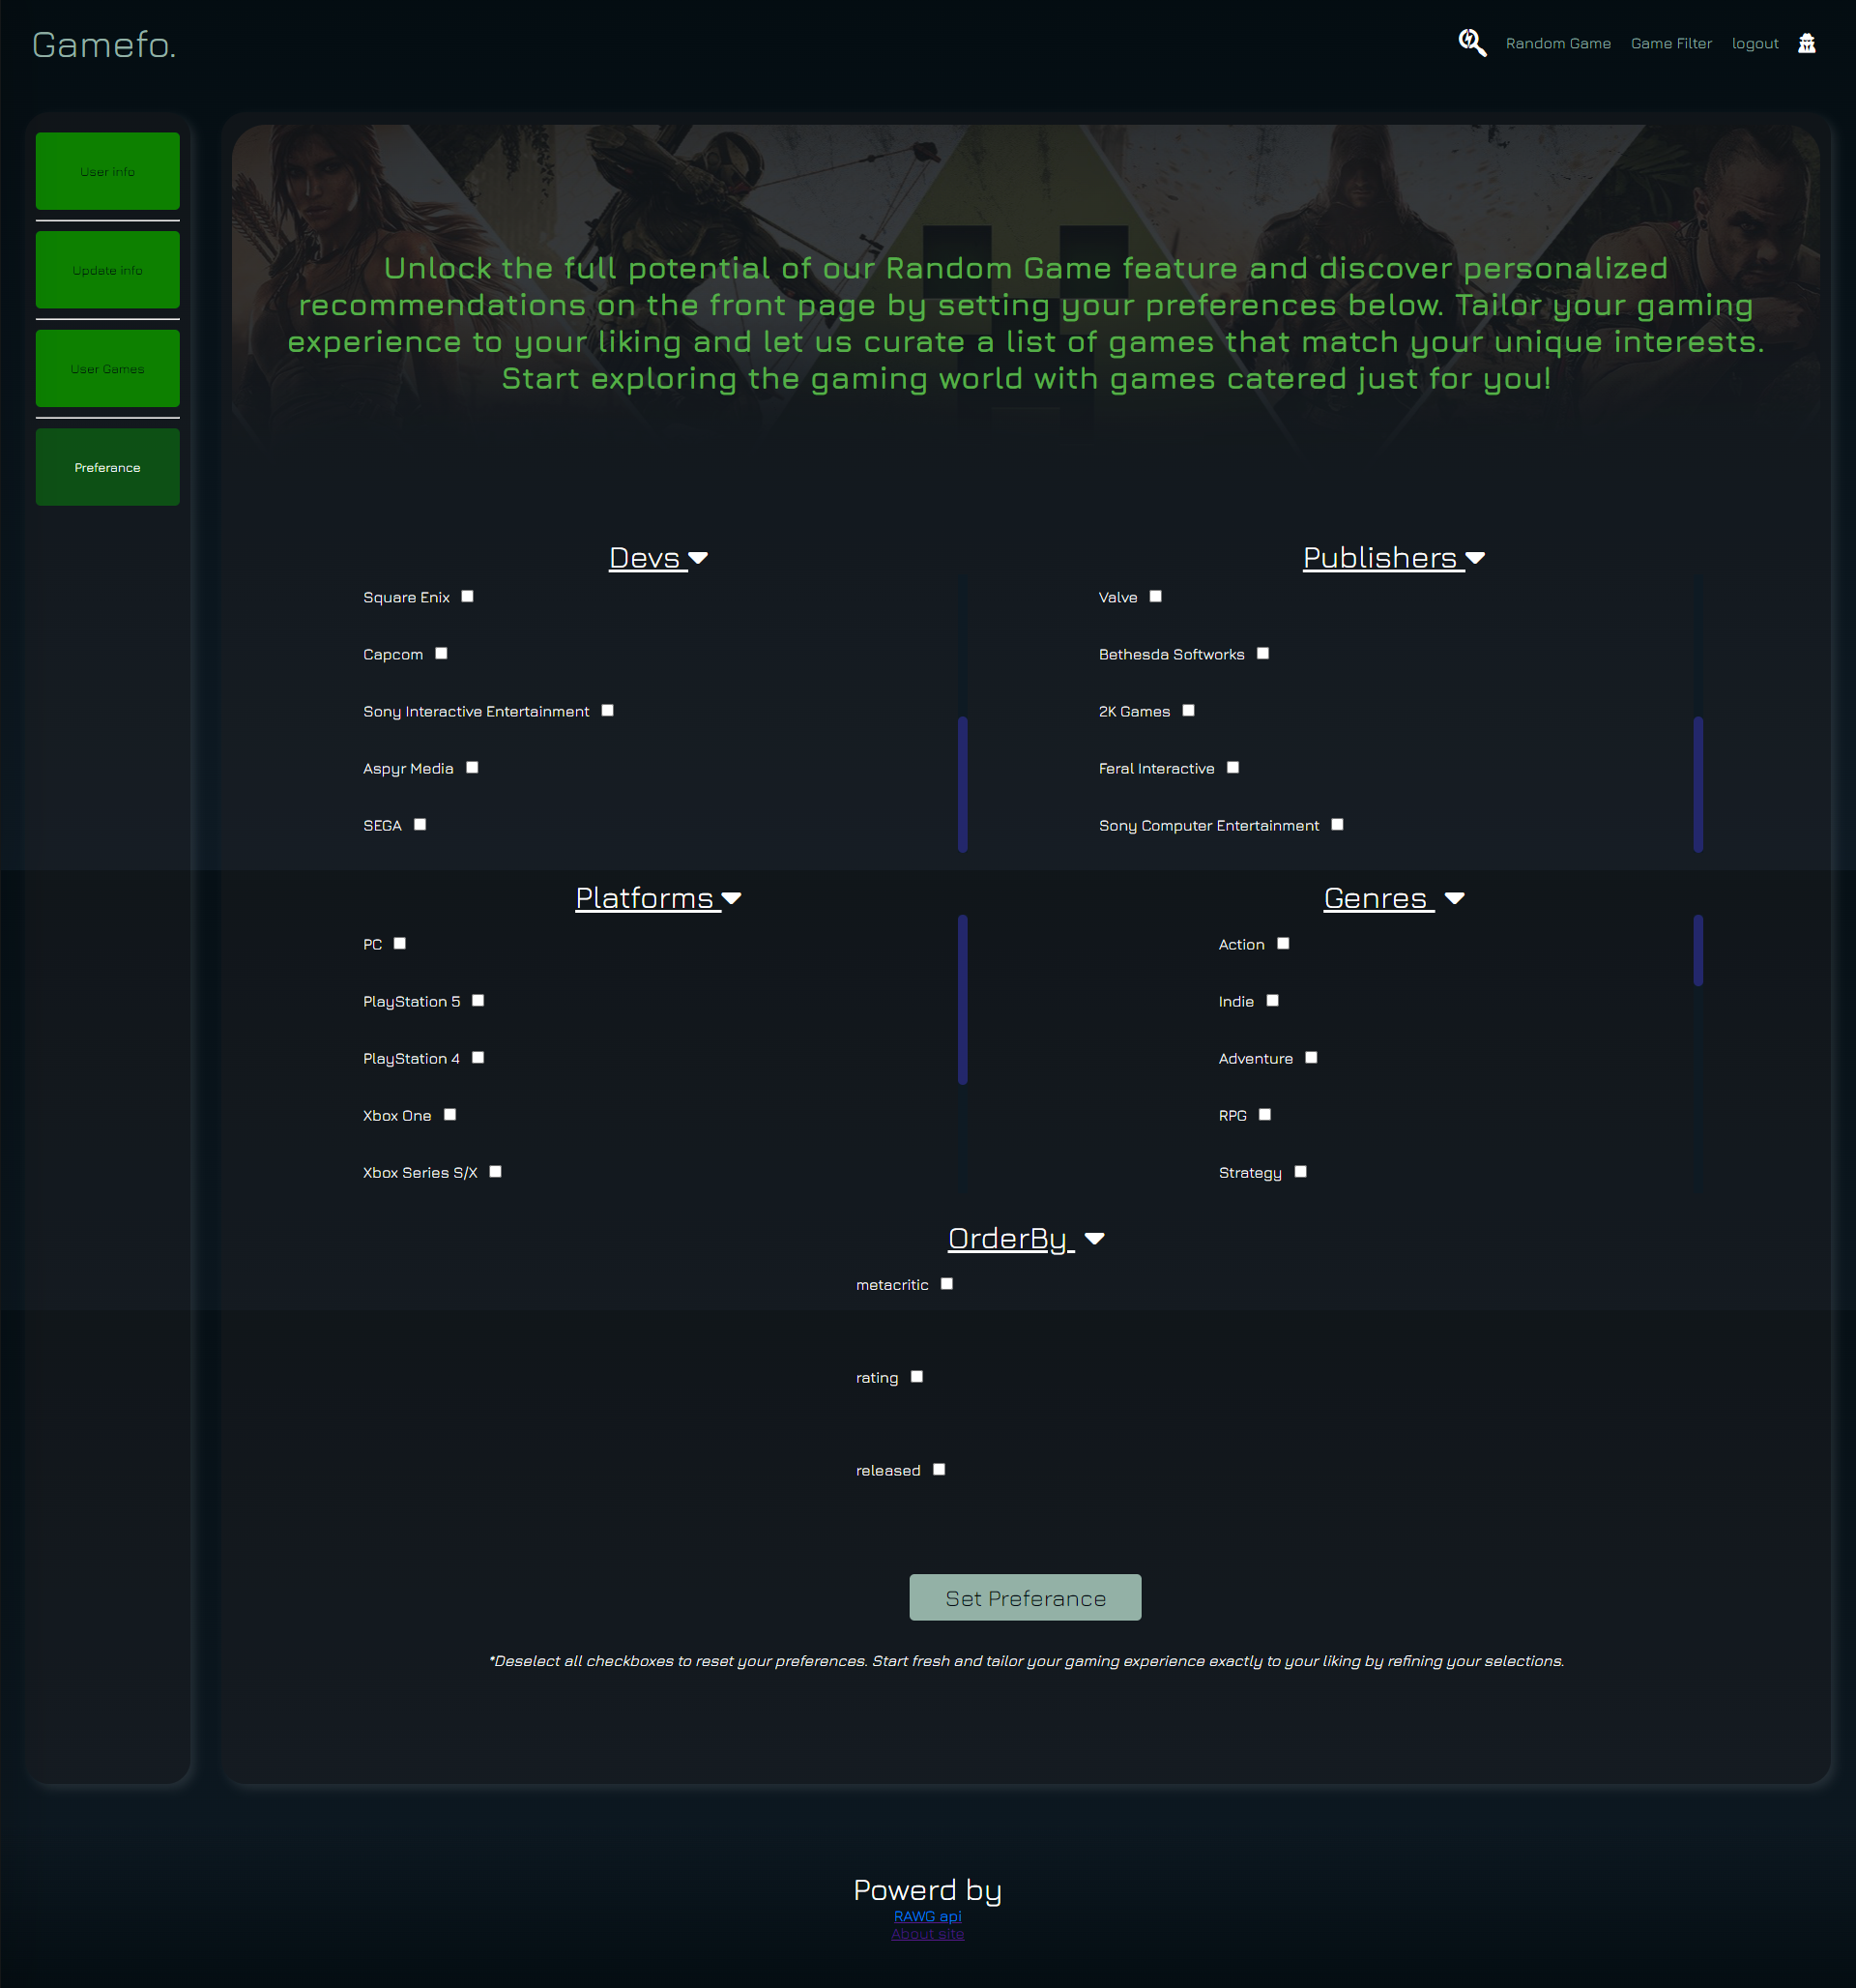 Gamefo.
Random Game
Game Filter
logout
User info
Update info
User Games
Preferance
Unlock the full potential of our Random Game feature and discover personalized
recommendations on the front page by setting your preferences below. Tailor your gaming
experience to your liking and let us curate a list of games that match your unique interests.
Start exploring the gaming world with games catered just for you!
Devs
Square Enix
Capcom
Sony Interactive Entertainment
Aspyr Media
SEGA
Publishers
Valve
Bethesda Softworks
2K Games
Feral Interactive
Sony Computer Entertainment
Platforms
PC
PlayStation 5
PlayStation 4
Xbox One
Xbox Series S/X
Genres
Action
Indie
Adventure
RPG
Strategy
OrderBy
metacritic
rating
released
Set Preferance
*Deselect all checkboxes to reset your preferences. Start fresh and tailor your gaming experience exactly to your liking by refining your selections.
Powerd by
RAWG api
About site